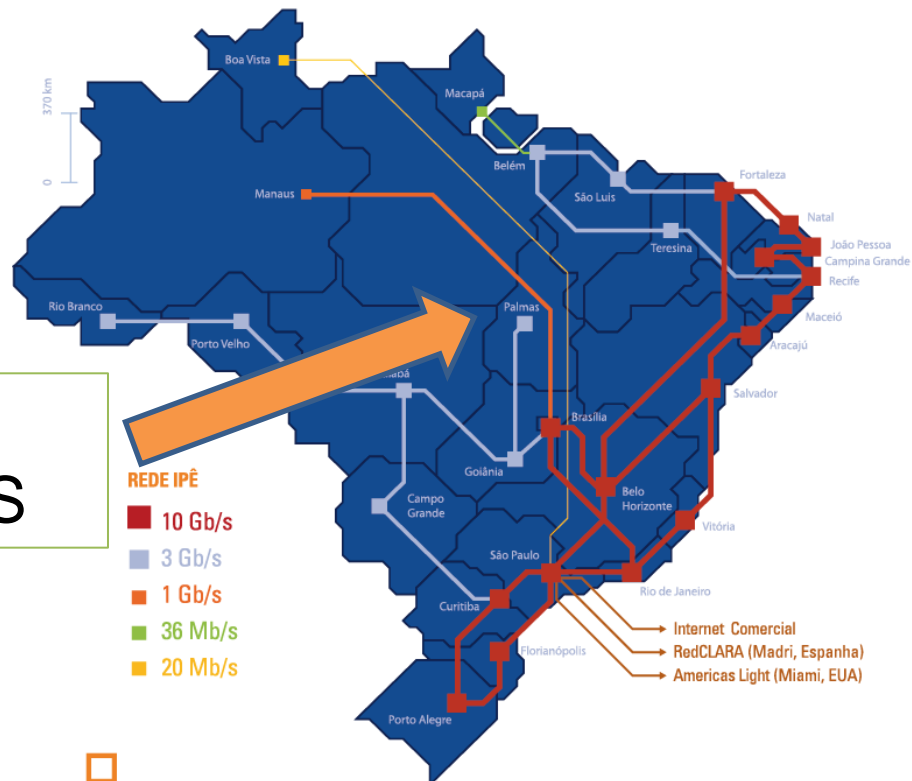 Boa Vista
370 km
0
Macapá
Belém
São Luis
Fortaleza
Manaus
Natal
Teresina
João Pessoa
Campina Grande
Recife
Rio Branco
Palmas
Maceió
Porto Velho
Aracajú
abá
Salvador
Brasília
S
Goiânia
REDE IPÊ
10 Gb/s
3 Gb/s
1 Gb/s
36 Mb/s
20 Mb/s
Campo
Grande
Belo
Horizonte
Vitória
São Paulo
Rio de Janeiro
Curitiba
Internet Comercial
RedCLARA (Madri, Espanha)
Americas Light (Miami, EUA)
Florianópolis
Porto Alegre